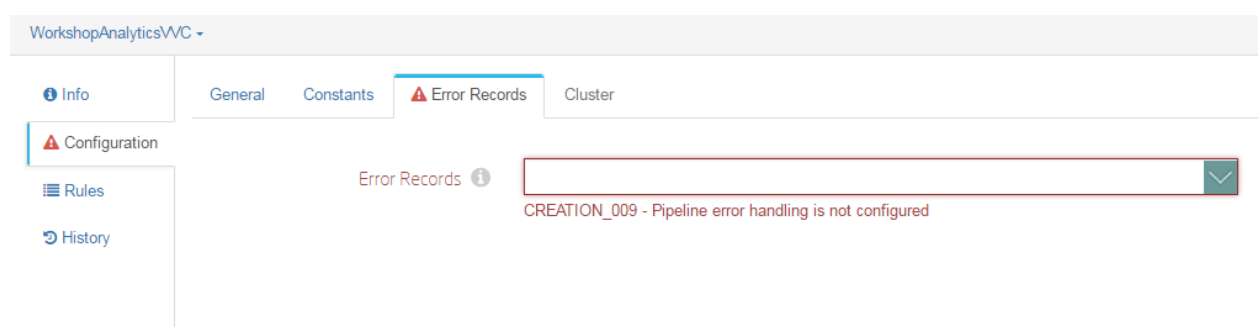 WorkshopAnalyticsVVC
Info
General Constants Error Records Cluster
Configuration
Error Records
CREATION_009 - Pipeline error handling is not configured
Rules
History